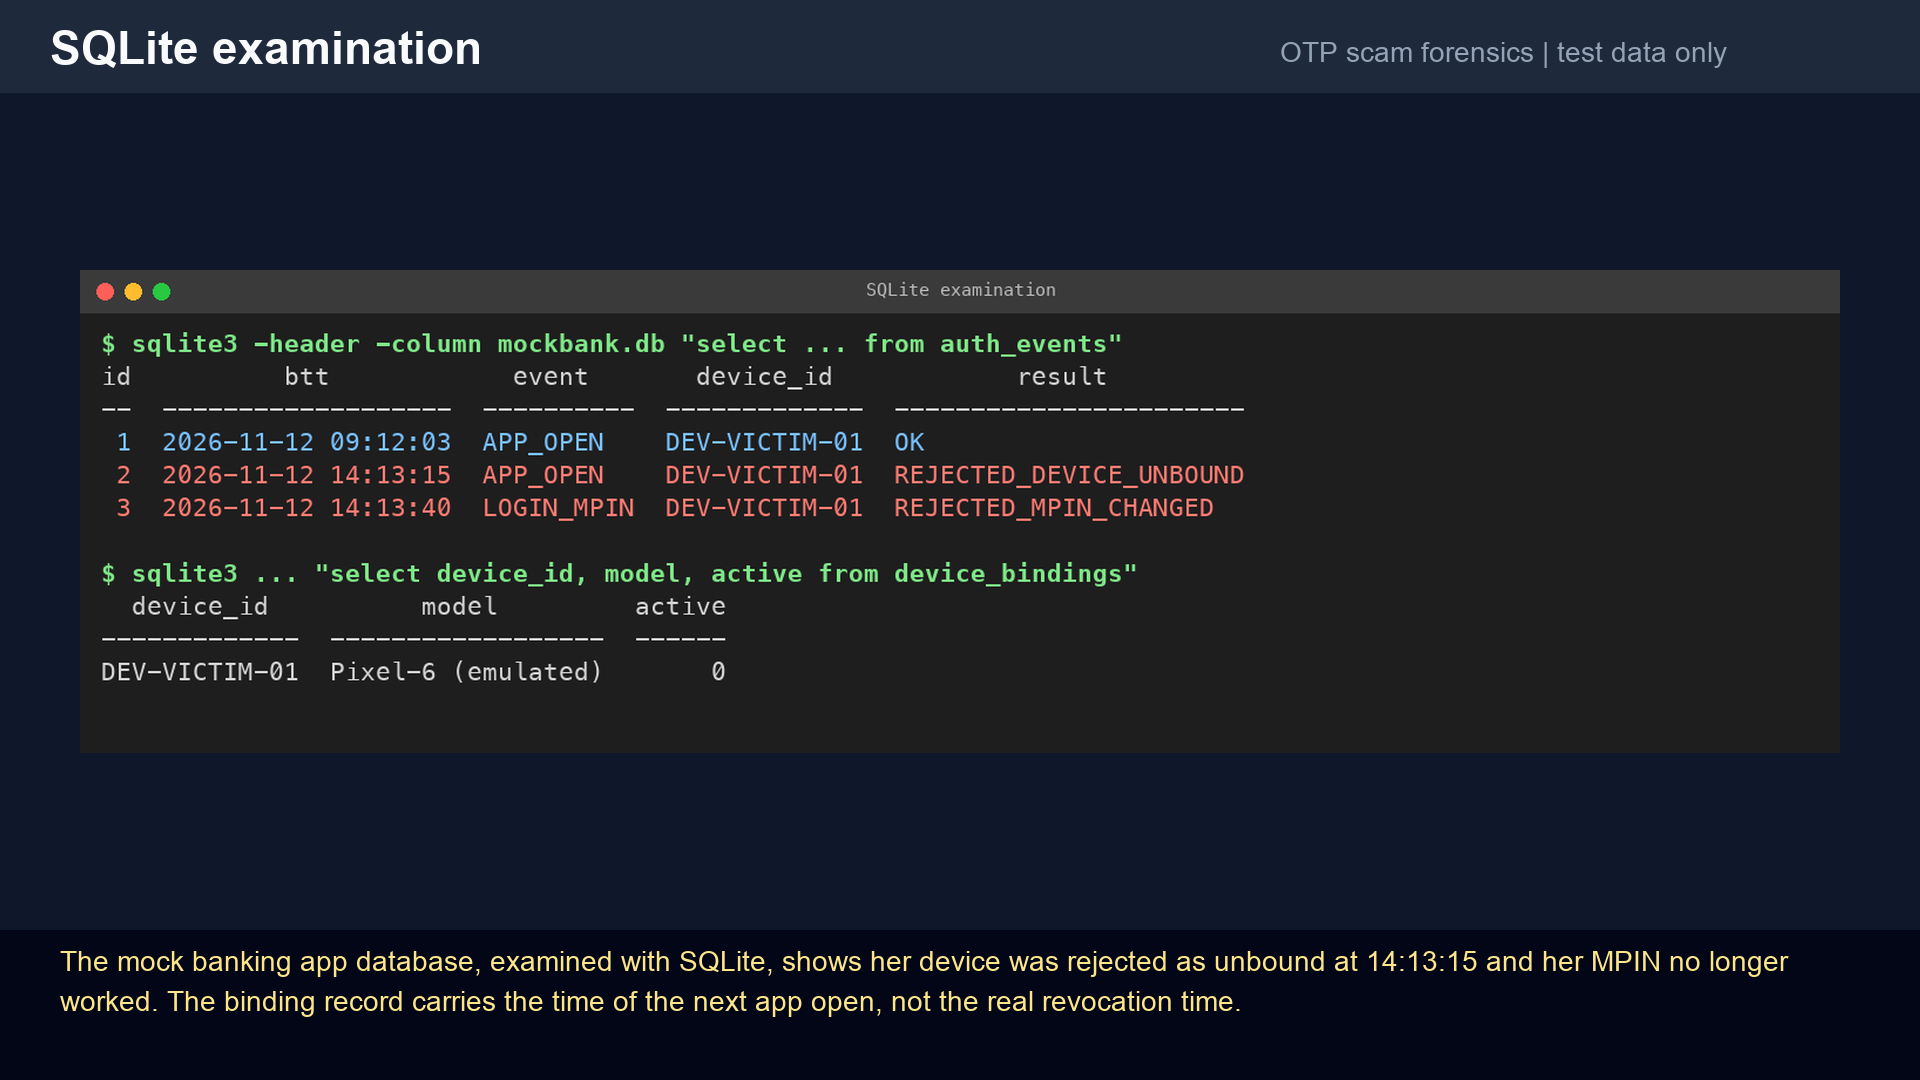 SQLite examination
OTP scam forensics | test data only
SQLite examination
$ sqlite3 -header -column mockbank.db "select ... from auth_events"
id          btt            event       device_id            result
--  -------------------  ----------  -------------  -----------------------
 1  2026-11-12 09:12:03  APP_OPEN    DEV-VICTIM-01  OK
 2  2026-11-12 14:13:15  APP_OPEN    DEV-VICTIM-01  REJECTED_DEVICE_UNBOUND
 3  2026-11-12 14:13:40  LOGIN_MPIN  DEV-VICTIM-01  REJECTED_MPIN_CHANGED
$ sqlite3 ... "select device_id, model, active from device_bindings"
  device_id          model         active
-------------  ------------------  ------
DEV-VICTIM-01  Pixel-6 (emulated)       0
The mock banking app database, examined with SQLite, shows her device was rejected as unbound at 14:13:15 and her MPIN no longer
worked. The binding record carries the time of the next app open, not the real revocation time.